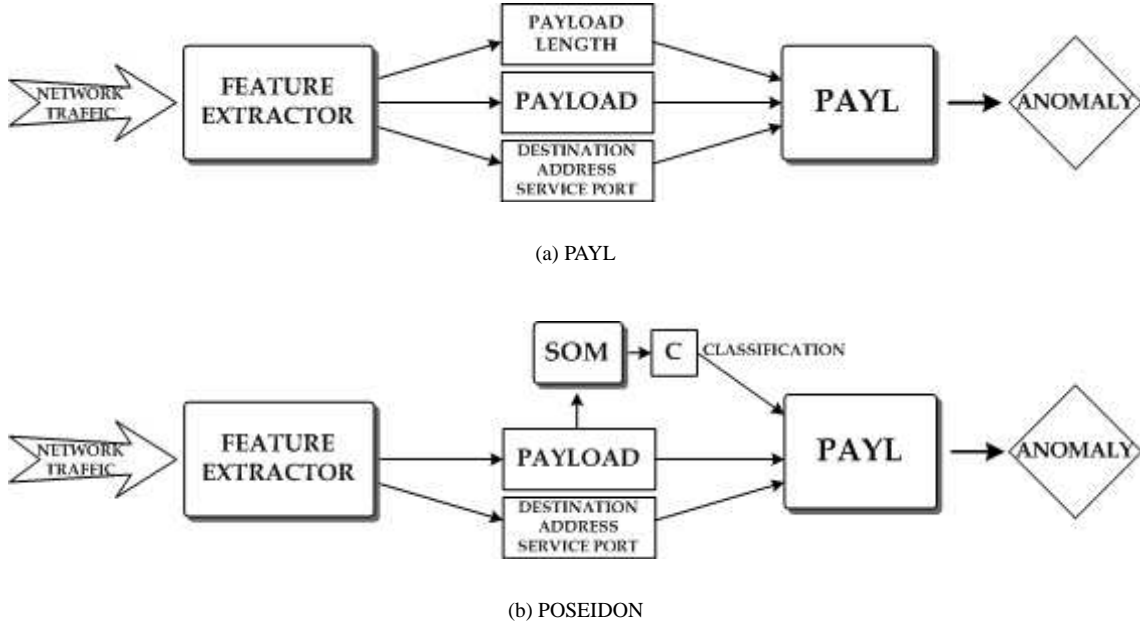 NETWORK
TRAFFIC
FEATURE
EXTRACTOR
PAYLOAD
LENGTH
PAYLOAD
DESTINATION
ADDRESS
SERVICE PORT
PAYL
ANOMALY
(a) PAYL
NETWORK
TRAFFIC
FEATURE
EXTRACTOR
SOM
C
CLASSIFICATION
PAYLOAD
DESTINATION
ADDRESS
SERVICE PORT
PAYL
ANOMALY
(b) POSEIDON